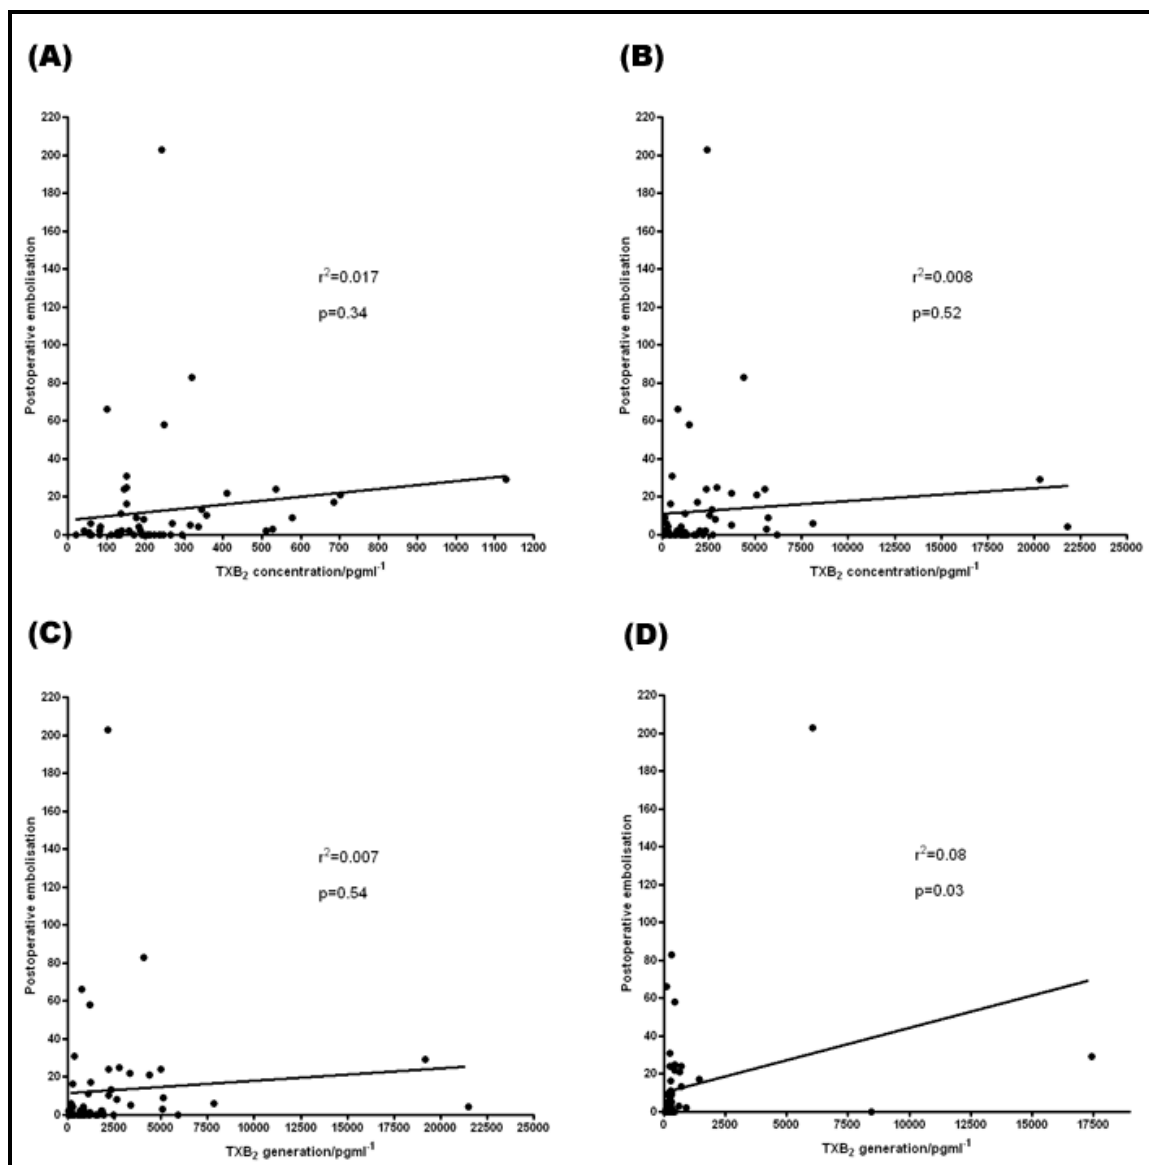 (A)
220
200
180
160
140
120
100
80
60
40
20
0
Postoperative embolisation
r²=0.017
p=0.34
0 100 200 300 400 500 600 700 800 900 1000 1100 1200
TXB₂ concentration/pgml⁻¹
(B)
220
200
180
160
140
120
100
80
60
40
20
0
Postoperative embolisation
r²=0.008
p=0.52
0 2500 5000 7500 10000 12500 15000 17500 20000 22500 25000
TXB₂ concentration/pgml⁻¹
(C)
220
200
180
160
140
120
100
80
60
40
20
0
Postoperative embolisation
r²=0.007
p=0.54
0 2500 5000 7500 10000 12500 15000 17500 20000 22500 25000
TXB₂ generation/pgml⁻¹
(D)
220
200
180
160
140
120
100
80
60
40
20
0
Postoperative embolisation
r²=0.08
p=0.03
0 2500 5000 7500 10000 12500 15000 17500
TXB₂ generation/pgml⁻¹